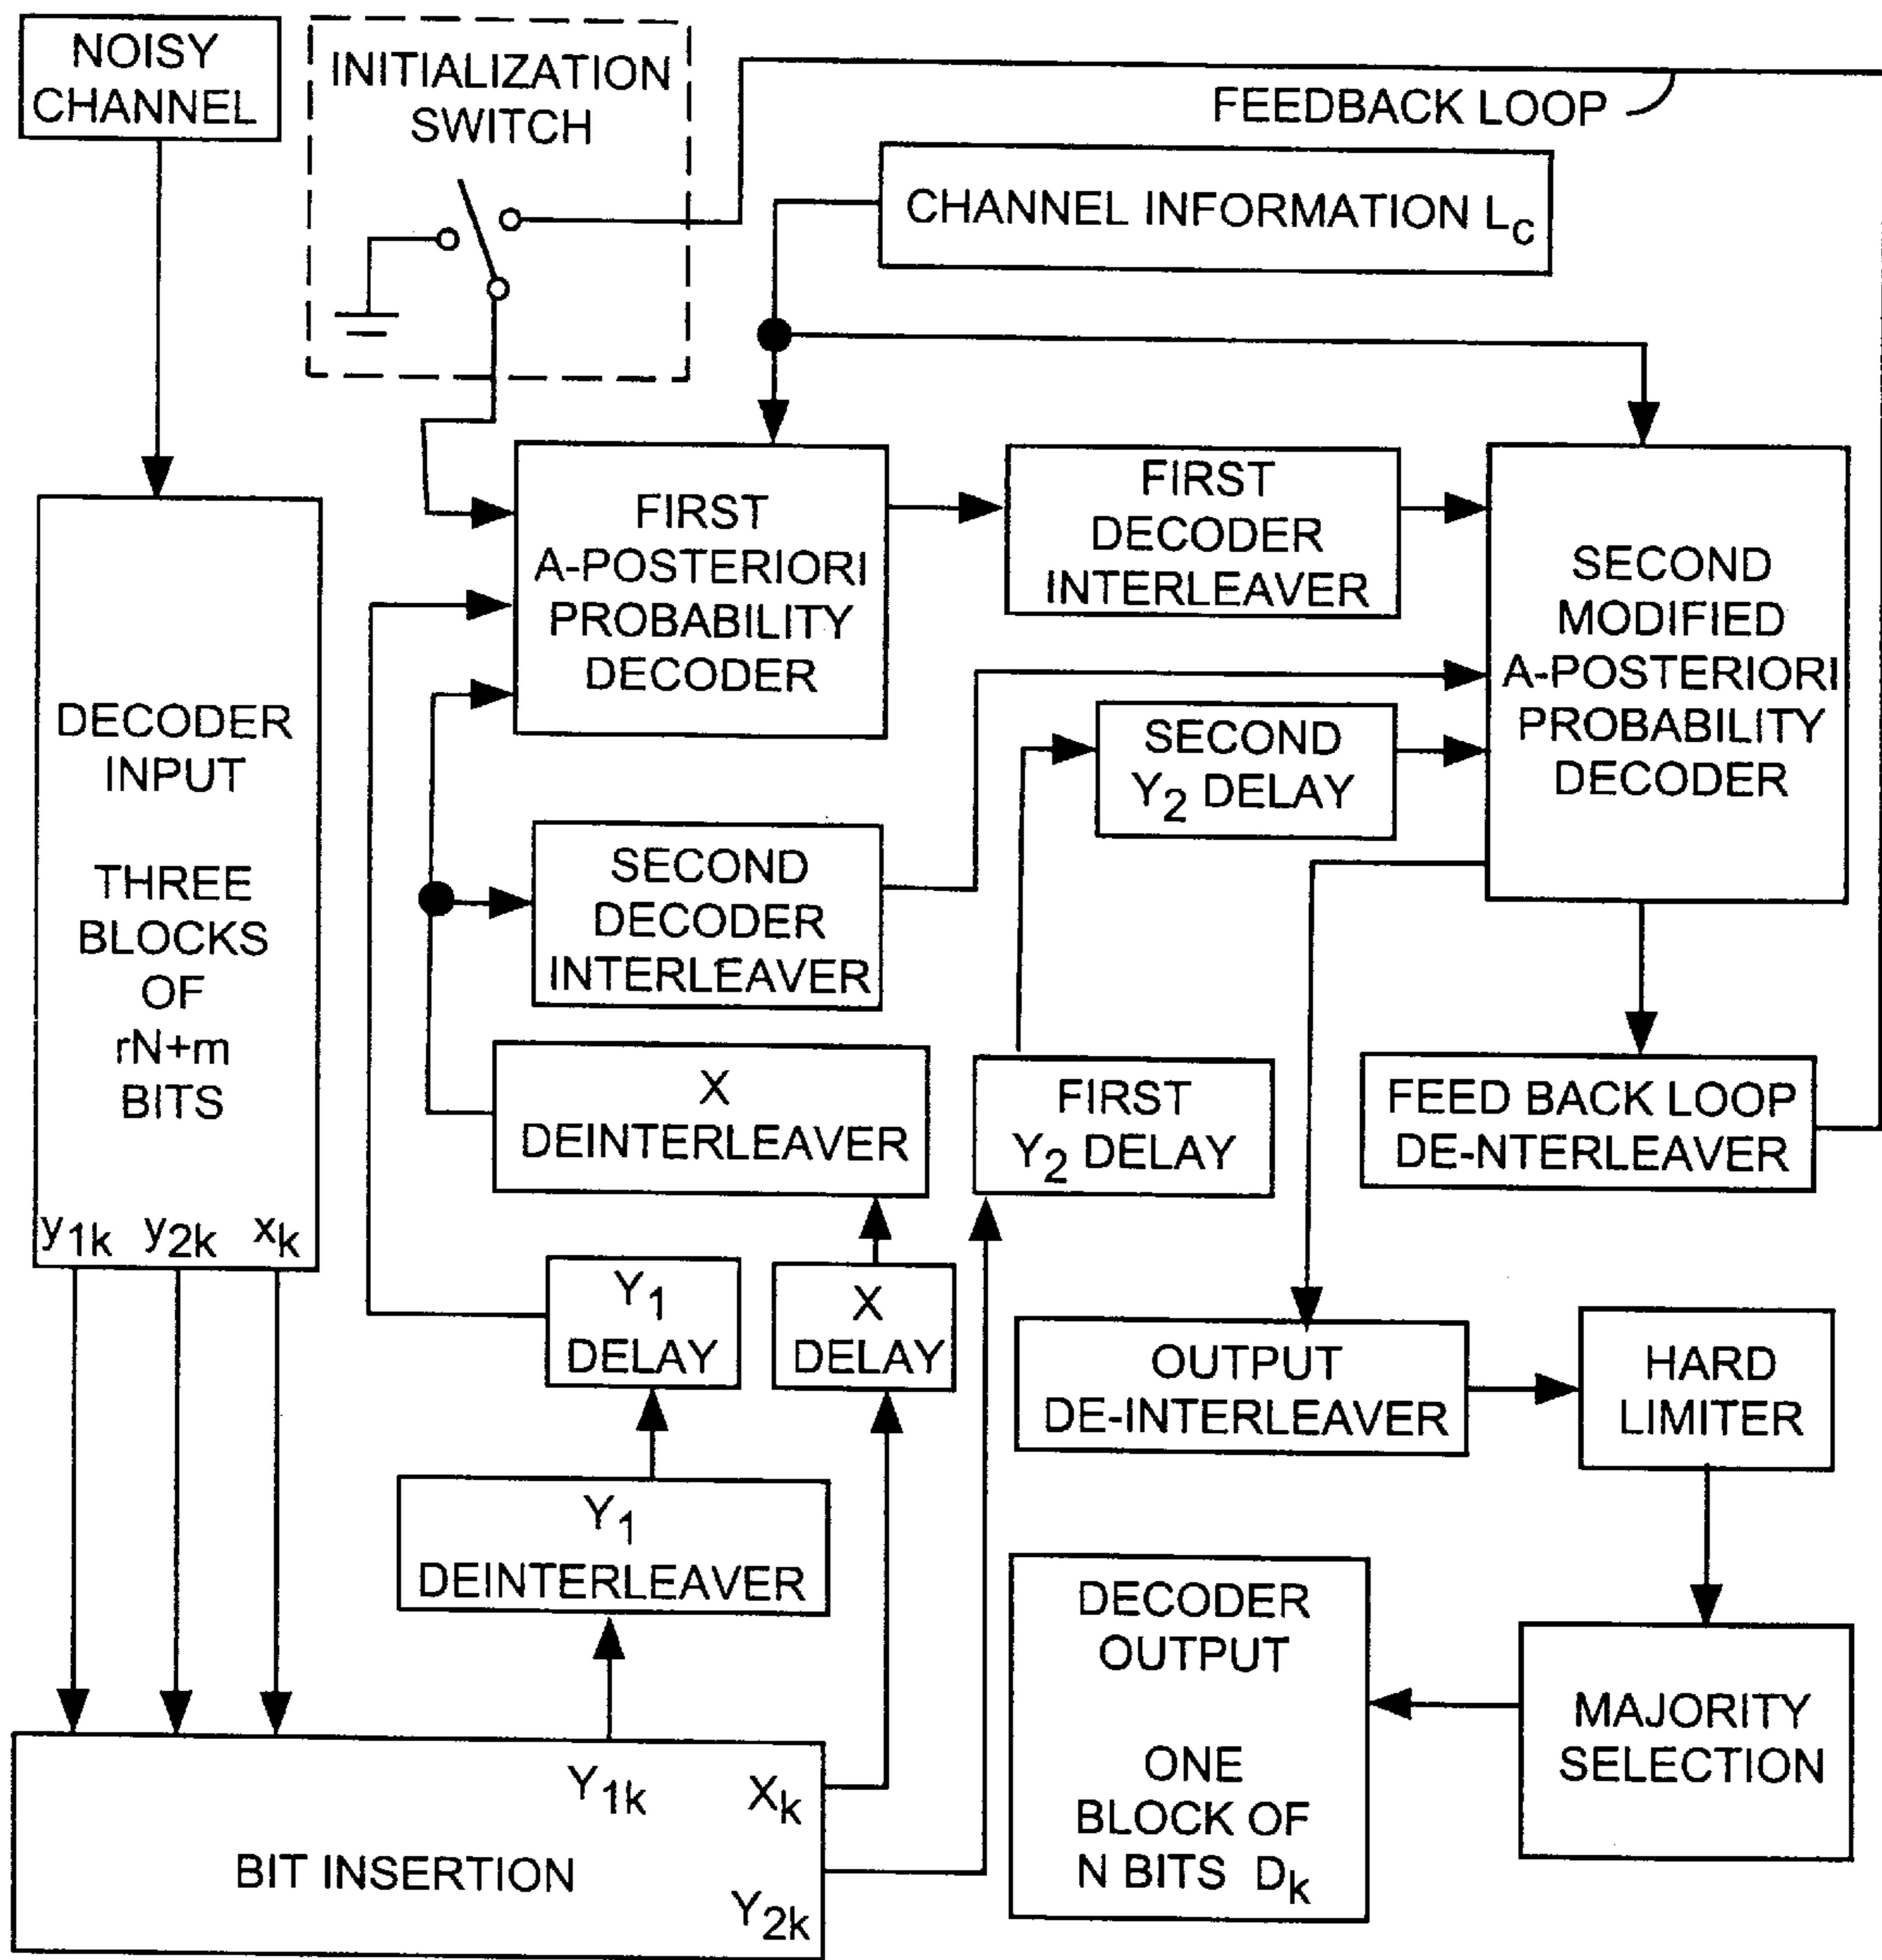 NOISY
CHANNEL
INITIALIZATION
SWITCH
FEEDBACK LOOP
CHANNEL INFORMATION L_c
FIRST
A-POSTERIORI
PROBABILITY
DECODER
FIRST
DECODER
INTERLEAVER
SECOND
MODIFIED
A-POSTERIORI
PROBABILITY
DECODER
DECODER
INPUT
THREE
BLOCKS
OF
rN+m
BITS
y1k y2k xk
SECOND
Y2 DELAY
SECOND
DECODER
INTERLEAVER
X
DEINTERLEAVER
FIRST
Y2 DELAY
FEED BACK LOOP
DE-NTERLEAVER
Y1
DELAY
X
DELAY
OUTPUT
DE-INTERLEAVER
HARD
LIMITER
Y1
DEINTERLEAVER
DECODER
OUTPUT
ONE
BLOCK OF
N BITS Dk
MAJORITY
SELECTION
Y1k
Xk
BIT INSERTION
Y2k